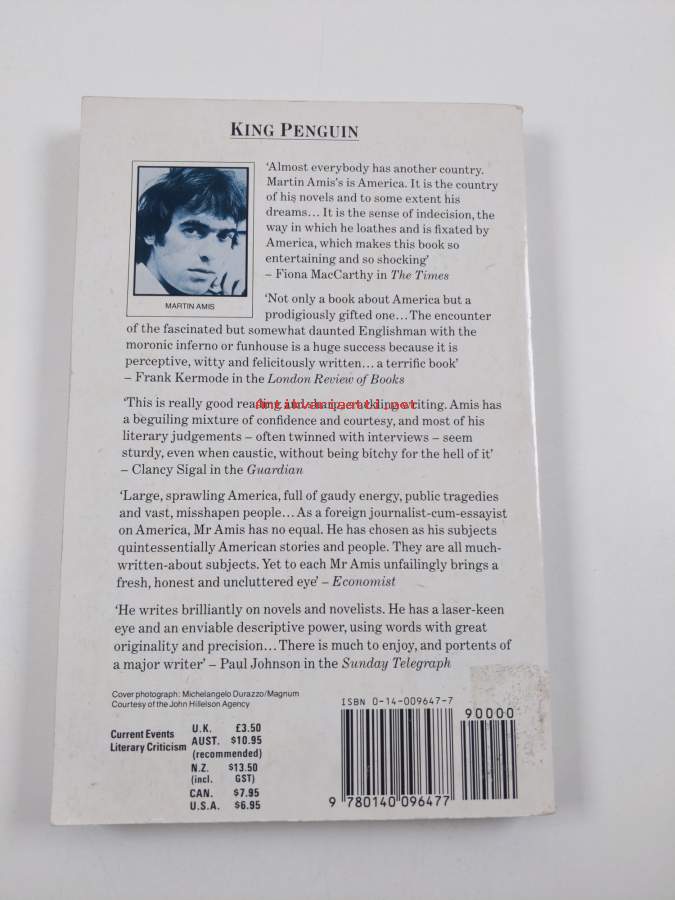 KING PENGUIN
'Almost everybody has another country.
Martin Amis's is America. It is the country
of his novels and to some extent his
dreams... It is the sense of indecision, the
way in which he loathes and is fixated by
America, which makes this book so
entertaining and so shocking'
– Fiona MacCarthy in The Times
MARTIN AMIS
'Not only a book about America but a
prodigiously gifted one... The encounter
of the fascinated but somewhat daunted Englishman with the
moronic inferno or funhouse is a huge success because it is
perceptive, witty and felicitously written... a terrific book'
– Frank Kermode in the London Review of Books
'This is really good reading and sharp, crackling writing. Amis has
a beguiling mixture of confidence and courtesy, and most of his
literary judgements – often twinned with interviews – seem
sturdy, even when caustic, without being bitchy for the hell of it'
– Clancy Sigal in the Guardian
'Large, sprawling America, full of gaudy energy, public tragedies
and vast, misshapen people... As a foreign journalist-cum-essayist
on America, Mr Amis has no equal. He has chosen as his subjects
quintessentially American stories and people. They are all much-
written-about subjects. Yet to each Mr Amis unfailingly brings a
fresh, honest and uncluttered eye' – Economist
'He writes brilliantly on novels and novelists. He has a laser-keen
eye and an enviable descriptive power, using words with great
originality and precision... There is much to enjoy, and portents of
a major writer' – Paul Johnson in the Sunday Telegraph
Cover photograph: Michelangelo Durazzo/Magnum
Courtesy of the John Hillelson Agency
Current Events
Literary Criticism
U.K. £3.50
AUST. $10.95
(recommended)
N.Z. $13.50
(incl. GST)
CAN. $7.95
U.S.A. $6.95
ISBN 0-14-009647-7
90000
9 780140 096477